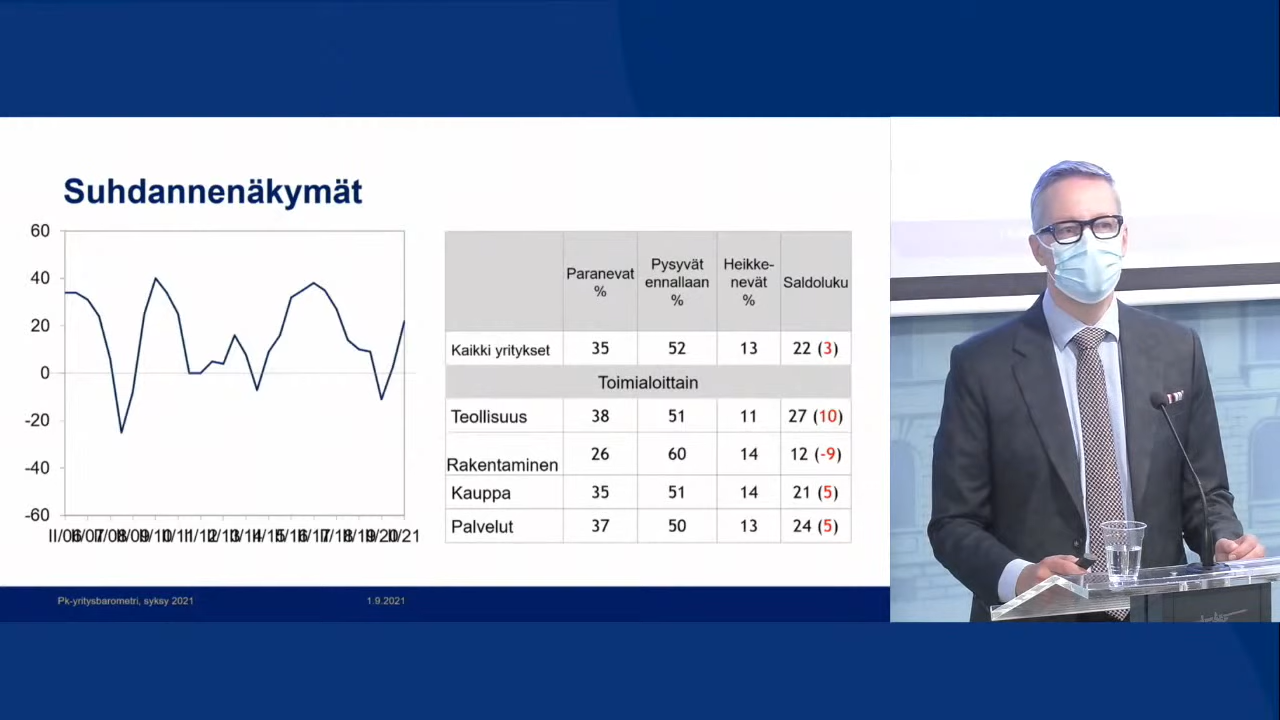 Suhdannenäkymät
60
40
20
0
-20
-40
-60
Paranevat
%
Pysyvät
ennallaan
%
Heikke-
nevät
%
Saldoluku
Kaikki yritykset 35 52 13 22 (3)
Toimialoittain
Teollisuus 38 51 11 27 (10)
Rakentaminen 26 60 14 12 (-9)
Kauppa 35 51 14 21 (5)
Palvelut 37 50 13 24 (5)
Pk-yritysbarometri, syksy 2021 1.9.2021